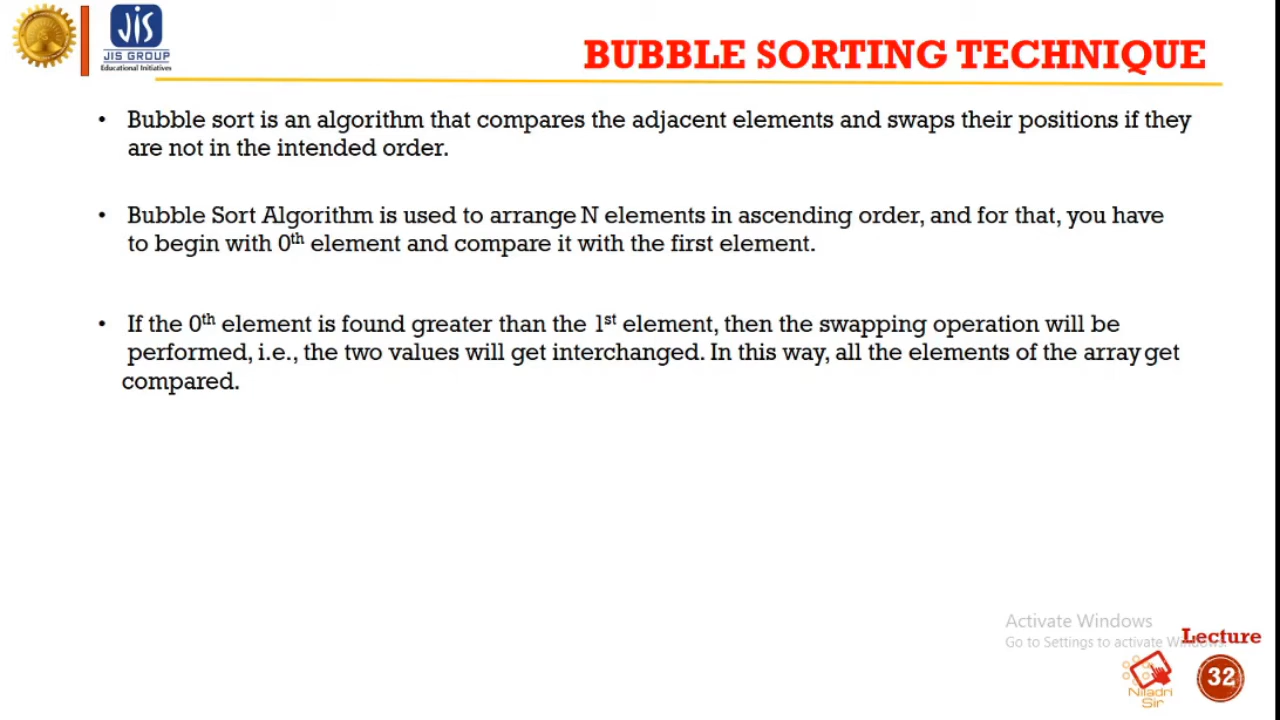 JIS
JIS GROUP
Educational Initiatives
BUBBLE SORTING TECHNIQUE
• Bubble sort is an algorithm that compares the adjacent elements and swaps their positions if they
are not in the intended order.
• Bubble Sort Algorithm is used to arrange N elements in ascending order, and for that, you have
to begin with 0th element and compare it with the first element.
• If the 0th element is found greater than the 1st element, then the swapping operation will be
performed, i.e., the two values will get interchanged. In this way, all the elements of the array get
compared.
Activate Windows
Go to Settings to activate Windows.
Lecture
32
Niladri
Sir